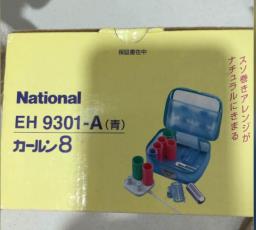 保証書在中
スソ巻きアレンジが
ナチュラルにきまる
National
EH 9301-A(青)
カールン8